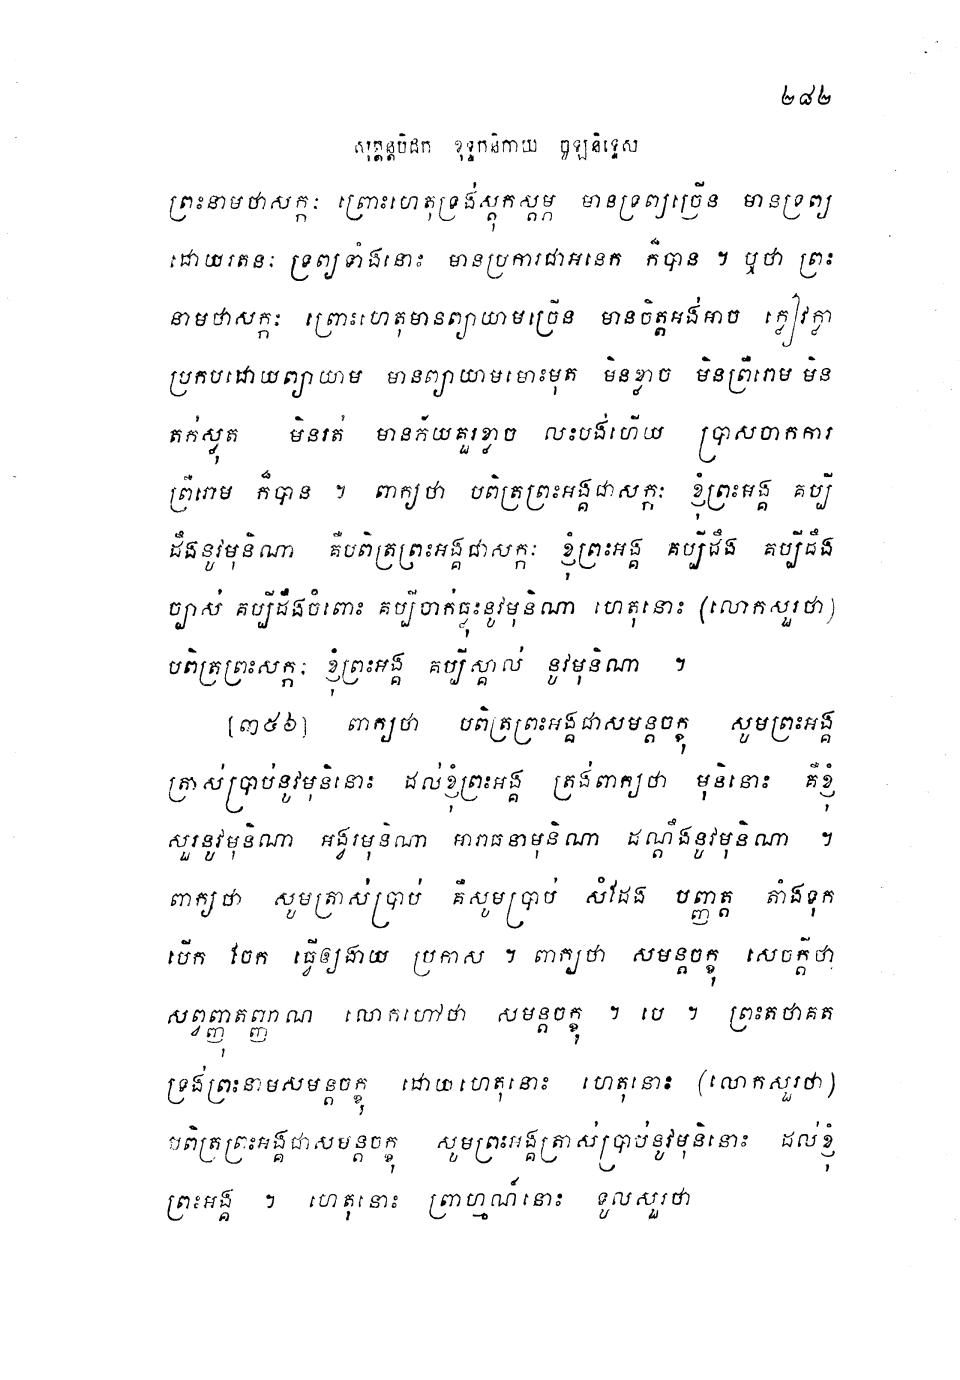 ២៨២
សុត្តន្តបិដក ខុទ្ទកនិកាយ ចូឡនិទ្ទេស
ព្រះនាមថាសក្កៈ ព្រោះហេតុទ្រង់ស្តុកស្តម្ភ មានទ្រព្យច្រើន មានទ្រព្យ
ដោយរតនៈ ទ្រព្យទាំងនោះ មានប្រការជាអនេក ក៏បាន ។ ឬថា ព្រះ
នាមថាសក្កៈ ព្រោះហេតុមានព្យាយាមច្រើន មានចិត្តអង់អាច ក្លៀវក្លា
ប្រកបដោយព្យាយាម មានព្យាយាមមោះមុត មិនខ្លាច មិនព្រឺរោម មិន
តក់ស្លុត មិនរត់ មានភ័យគួរខ្លាច លះបង់ហើយ ប្រាសចាកការ
ព្រឺរោម ក៏បាន ។ ពាក្យថា បពិត្រព្រះអង្គជាសក្កៈ ខ្ញុំព្រះអង្គ គប្បី
ដឹងនូវមុនិណា គឺបពិត្រព្រះអង្គជាសក្កៈ ខ្ញុំព្រះអង្គ គប្បីដឹង គប្បីដឹង
ច្បាស់ គប្បីដឹងចំពោះ គប្បីចាក់ធ្លុះនូវមុនិណា ហេតុនោះ (លោកសួរថា)
បពិត្រព្រះសក្កៈ ខ្ញុំព្រះអង្គ គប្បីស្គាល់ នូវមុនិណា ។
[៣៥៦] ពាក្យថា បពិត្រព្រះអង្គជាសមន្តចក្ខុ សូមព្រះអង្គ
ត្រាស់ប្រាប់នូវមុនិនោះ ដល់ខ្ញុំព្រះអង្គ ត្រង់ពាក្យថា មុនិនោះ គឺខ្ញុំ
សួរនូវមុនិណា អង្វរមុនិណា អារាធនាមុនិណា ដណ្តឹងនូវមុនិណា ។
ពាក្យថា សូមត្រាស់ប្រាប់ គឺសូមប្រាប់ សំដែង បញ្ញត្ត តាំងទុក
បើក ចែក ធ្វើឲ្យងាយ ប្រកាស ។ ពាក្យថា សមន្តចក្ខុ សេចក្តីថា
សព្វញ្ញុតញ្ញាណ លោកហៅថា សមន្តចក្ខុ ។ បេ ។ ព្រះតថាគត
ទ្រង់ព្រះនាមសមន្តចក្ខុ ដោយហេតុនោះ ហេតុនោះ (លោកសួរថា)
បពិត្រព្រះអង្គជាសមន្តចក្ខុ សូមព្រះអង្គត្រាស់ប្រាប់នូវមុនិនោះ ដល់ខ្ញុំ
ព្រះអង្គ ។ ហេតុនោះ ព្រាហ្មណ៍នោះ ទូលសួរថា